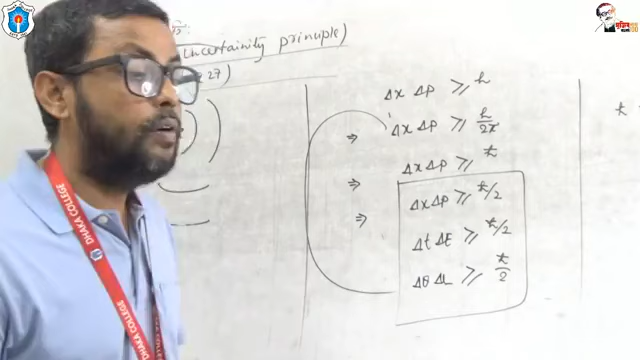 uncertainity principle)
27)
Δx Δp ⩾ h
⇒ Δx Δp ⩾ h/2π
Δx Δp ⩾ ħ
⇒ Δx Δp ⩾ ħ/2
⇒ Δt ΔE ⩾ ħ/2
Δθ ΔL ⩾ ħ/2
ħ
DHAKA COLLEGE